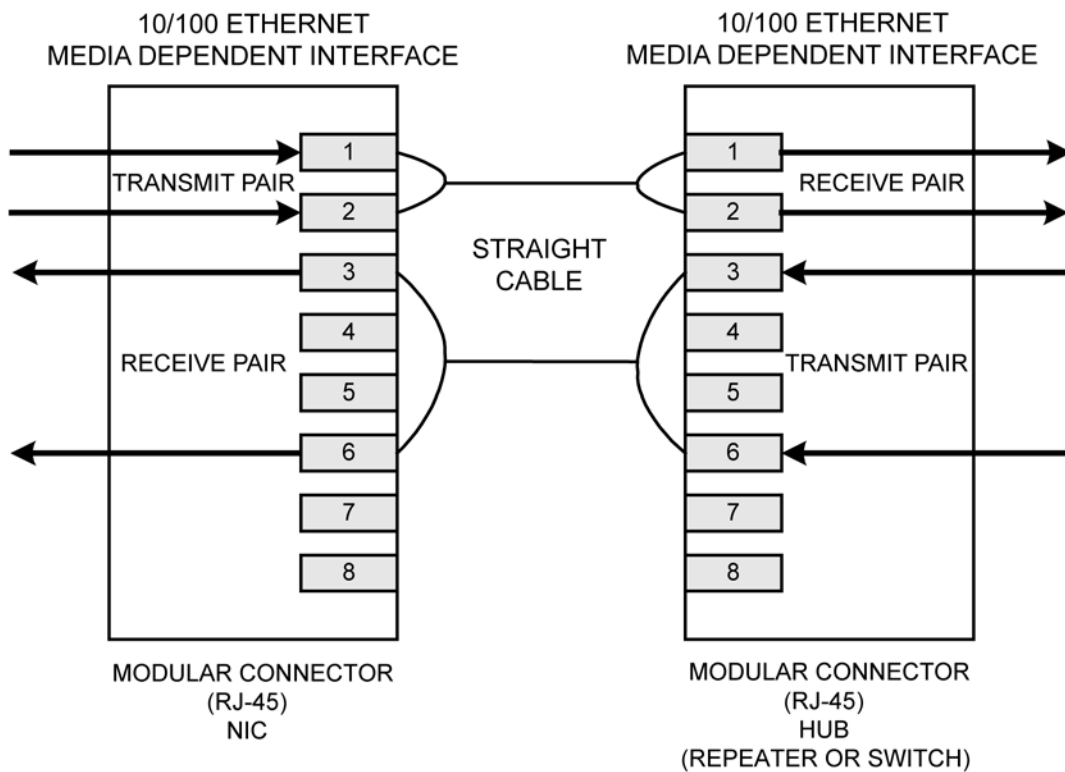 10/100 ETHERNET
MEDIA DEPENDENT INTERFACE
10/100 ETHERNET
MEDIA DEPENDENT INTERFACE
1
TRANSMIT PAIR
2
3
4
RECEIVE PAIR
5
6
7
8
STRAIGHT
CABLE
1
RECEIVE PAIR
2
3
4
TRANSMIT PAIR
5
6
7
8
MODULAR CONNECTOR
(RJ-45)
NIC
MODULAR CONNECTOR
(RJ-45)
HUB
(REPEATER OR SWITCH)